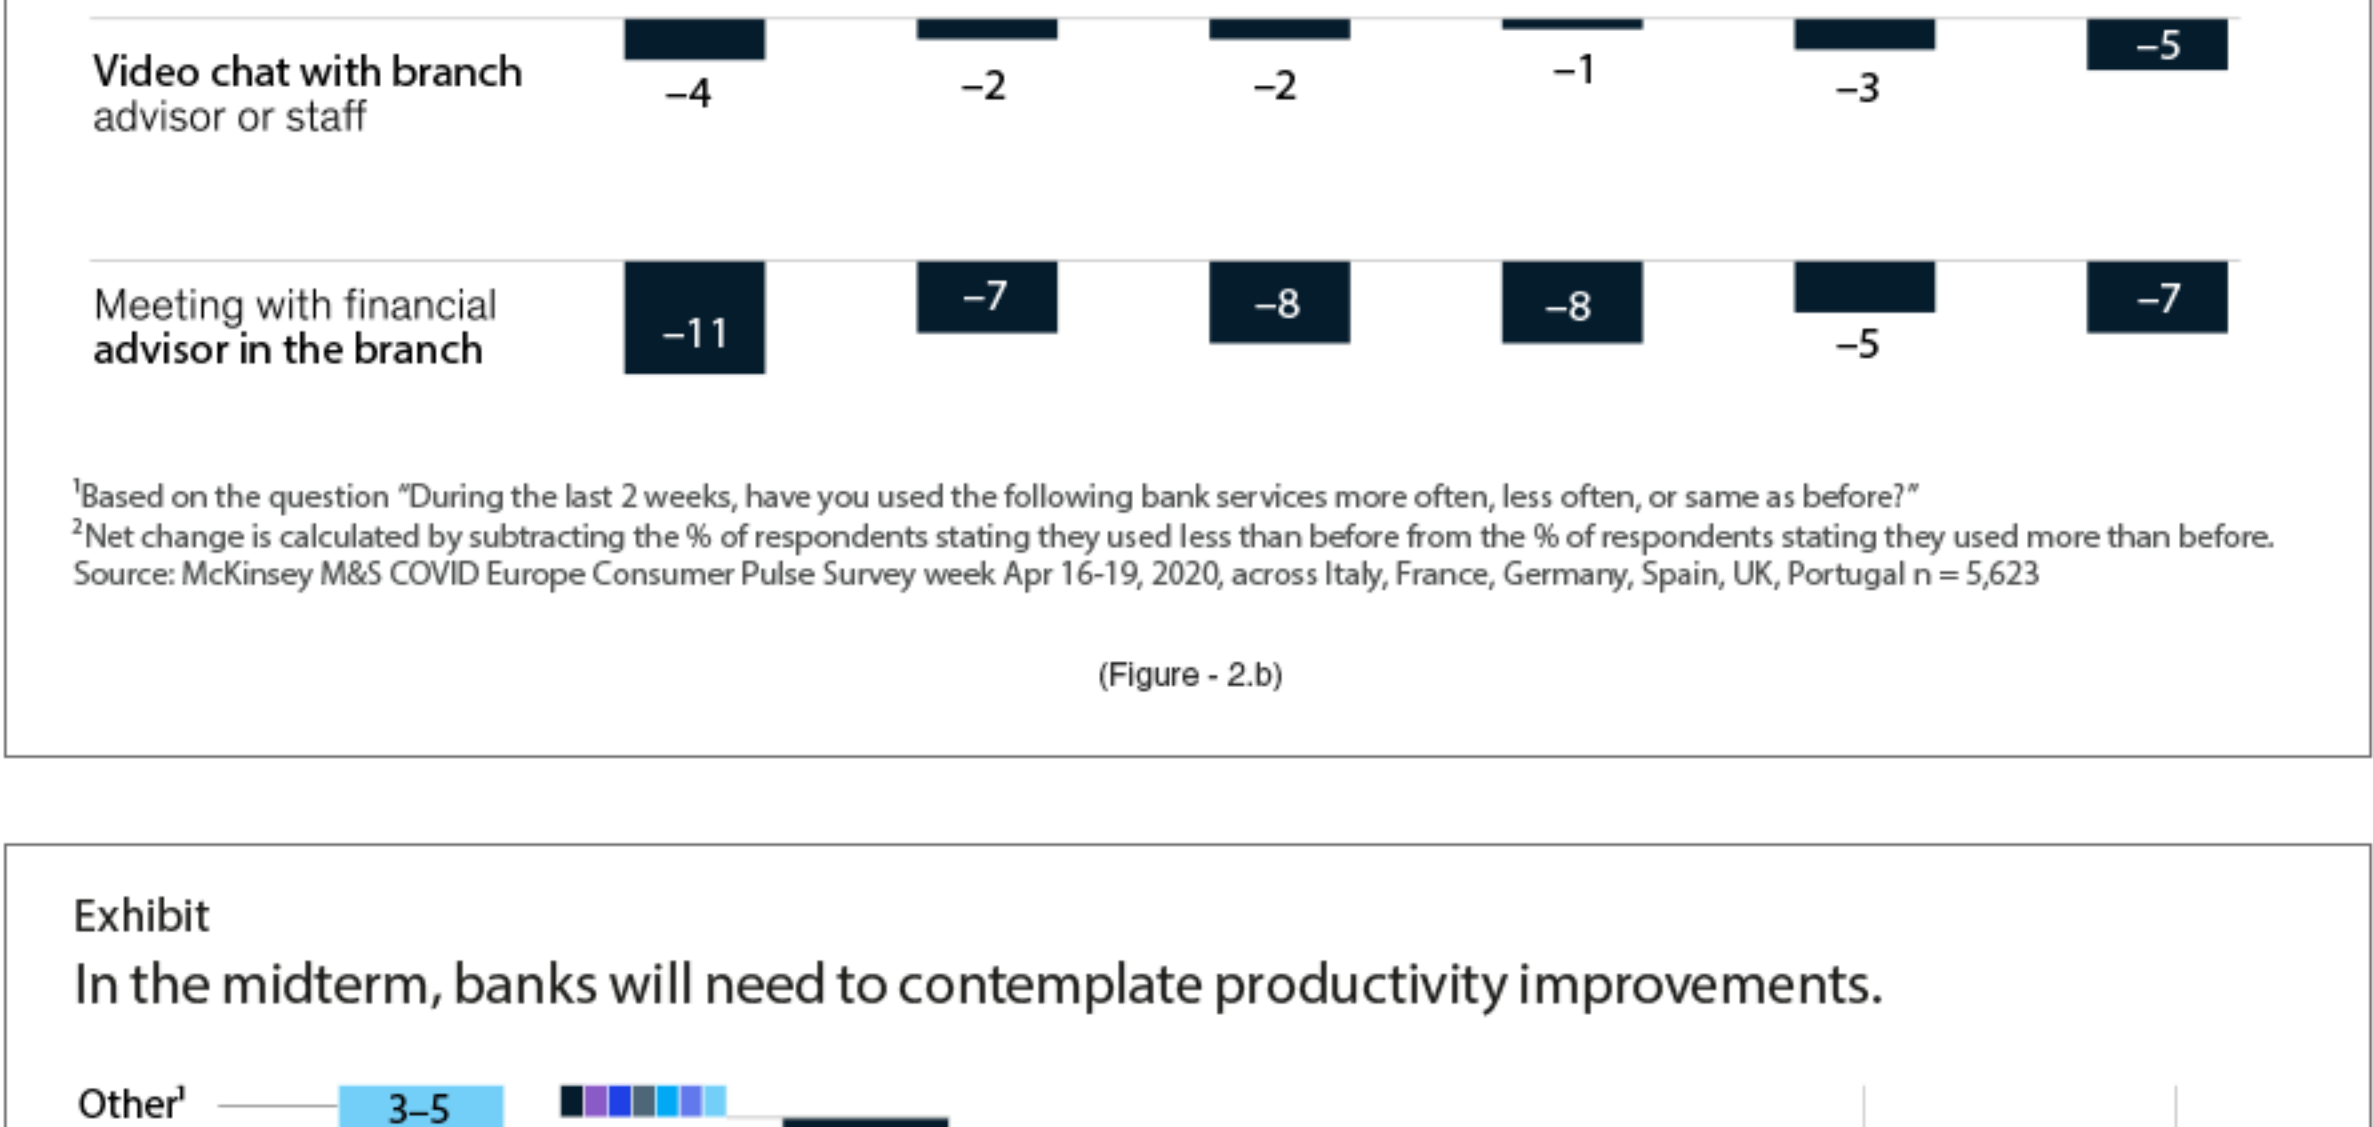 –5
Video chat with branch
advisor or staff
–4 –2 –2 –1 –3
Meeting with financial
advisor in the branch
–11 –7 –8 –8 –5 –7
¹Based on the question “During the last 2 weeks, have you used the following bank services more often, less often, or same as before?”
²Net change is calculated by subtracting the % of respondents stating they used less than before from the % of respondents stating they used more than before.
Source: McKinsey M&S COVID Europe Consumer Pulse Survey week Apr 16-19, 2020, across Italy, France, Germany, Spain, UK, Portugal n = 5,623
(Figure - 2.b)
Exhibit
In the midterm, banks will need to contemplate productivity improvements.
Other¹ 3–5